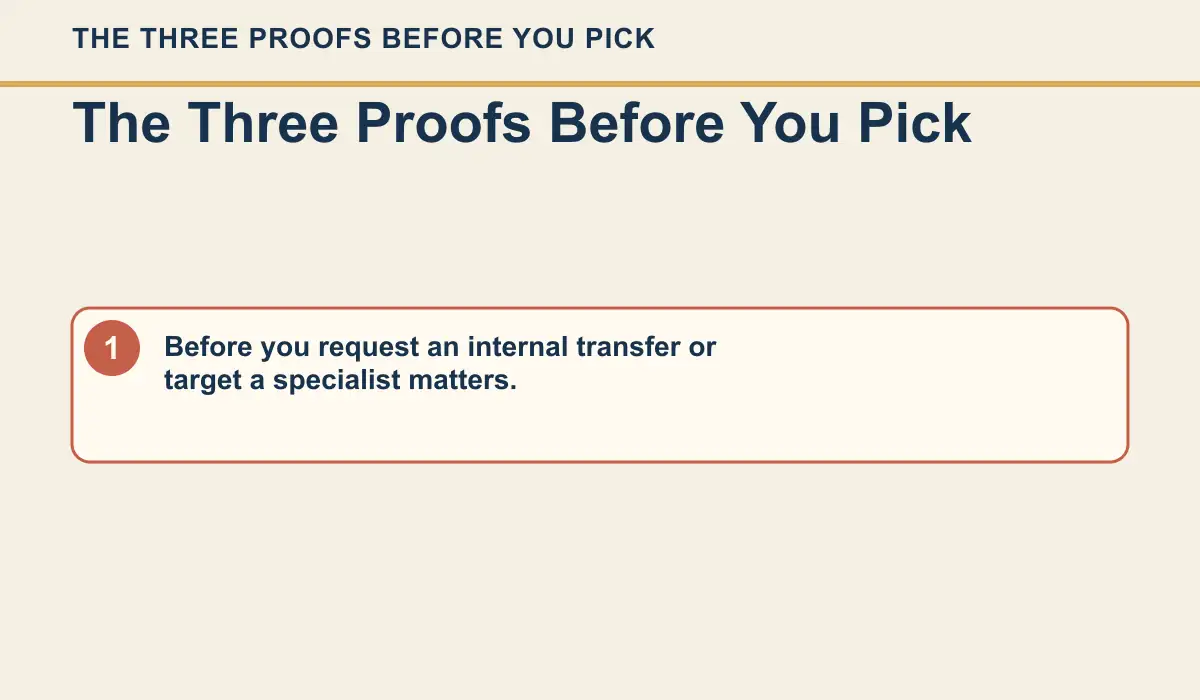 THE THREE PROOFS BEFORE YOU PICK
The Three Proofs Before You Pick
1
Before you request an internal transfer or
target a specialist matters.